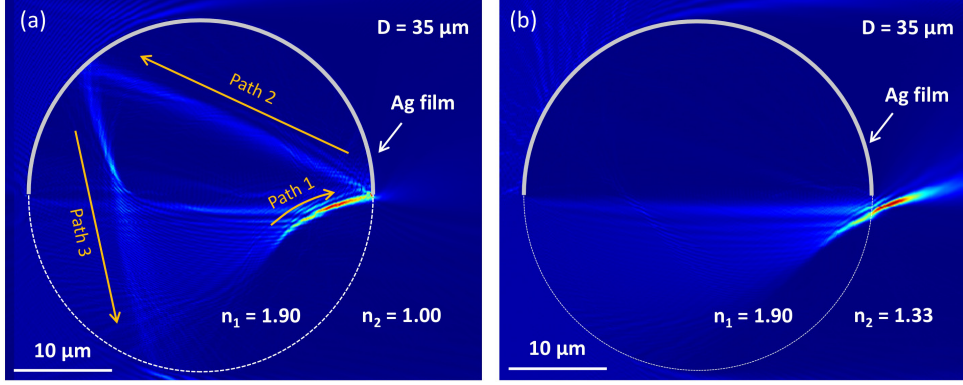 (a)
D = 35 µm
Path 2
Ag film
Path 1
Path 3
n₁ = 1.90
n₂ = 1.00
10 µm
(b)
D = 35 µm
Ag film
n₁ = 1.90
n₂ = 1.33
10 µm